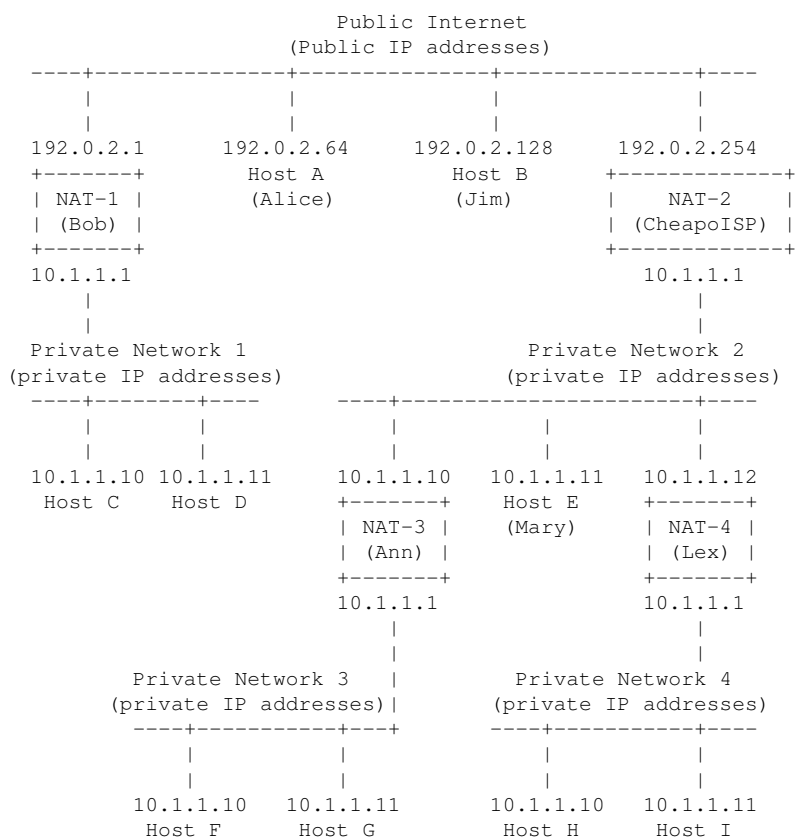 Public Internet
(Public IP addresses)
192.0.2.1 192.0.2.64 192.0.2.128 192.0.2.254
Host A Host B
NAT-1 (Alice) (Jim) NAT-2
(Bob) (CheapoISP)
10.1.1.1 10.1.1.1
Private Network 1 Private Network 2
(private IP addresses) (private IP addresses)
10.1.1.10 10.1.1.11 10.1.1.10 10.1.1.11 10.1.1.12
Host C Host D Host E
NAT-3 (Mary) NAT-4
(Ann) (Lex)
10.1.1.1 10.1.1.1
Private Network 3 Private Network 4
(private IP addresses) (private IP addresses)
10.1.1.10 10.1.1.11 10.1.1.10 10.1.1.11
Host F Host G Host H Host I